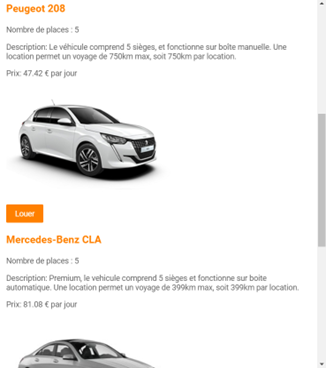 Peugeot 208
Nombre de places : 5
Description: Le véhicule comprend 5 sièges, et fonctionne sur boîte manuelle. Une
location permet un voyage de 750km max, soit 750km par location.
Prix: 47.42 € par jour
Louer
Mercedes-Benz CLA
Nombre de places : 5
Description: Premium, le vehicule comprend 5 sièges et fonctionne sur boite
automatique. Une location permet un voyage de 399km max, soit 399km par location.
Prix: 81.08 € par jour